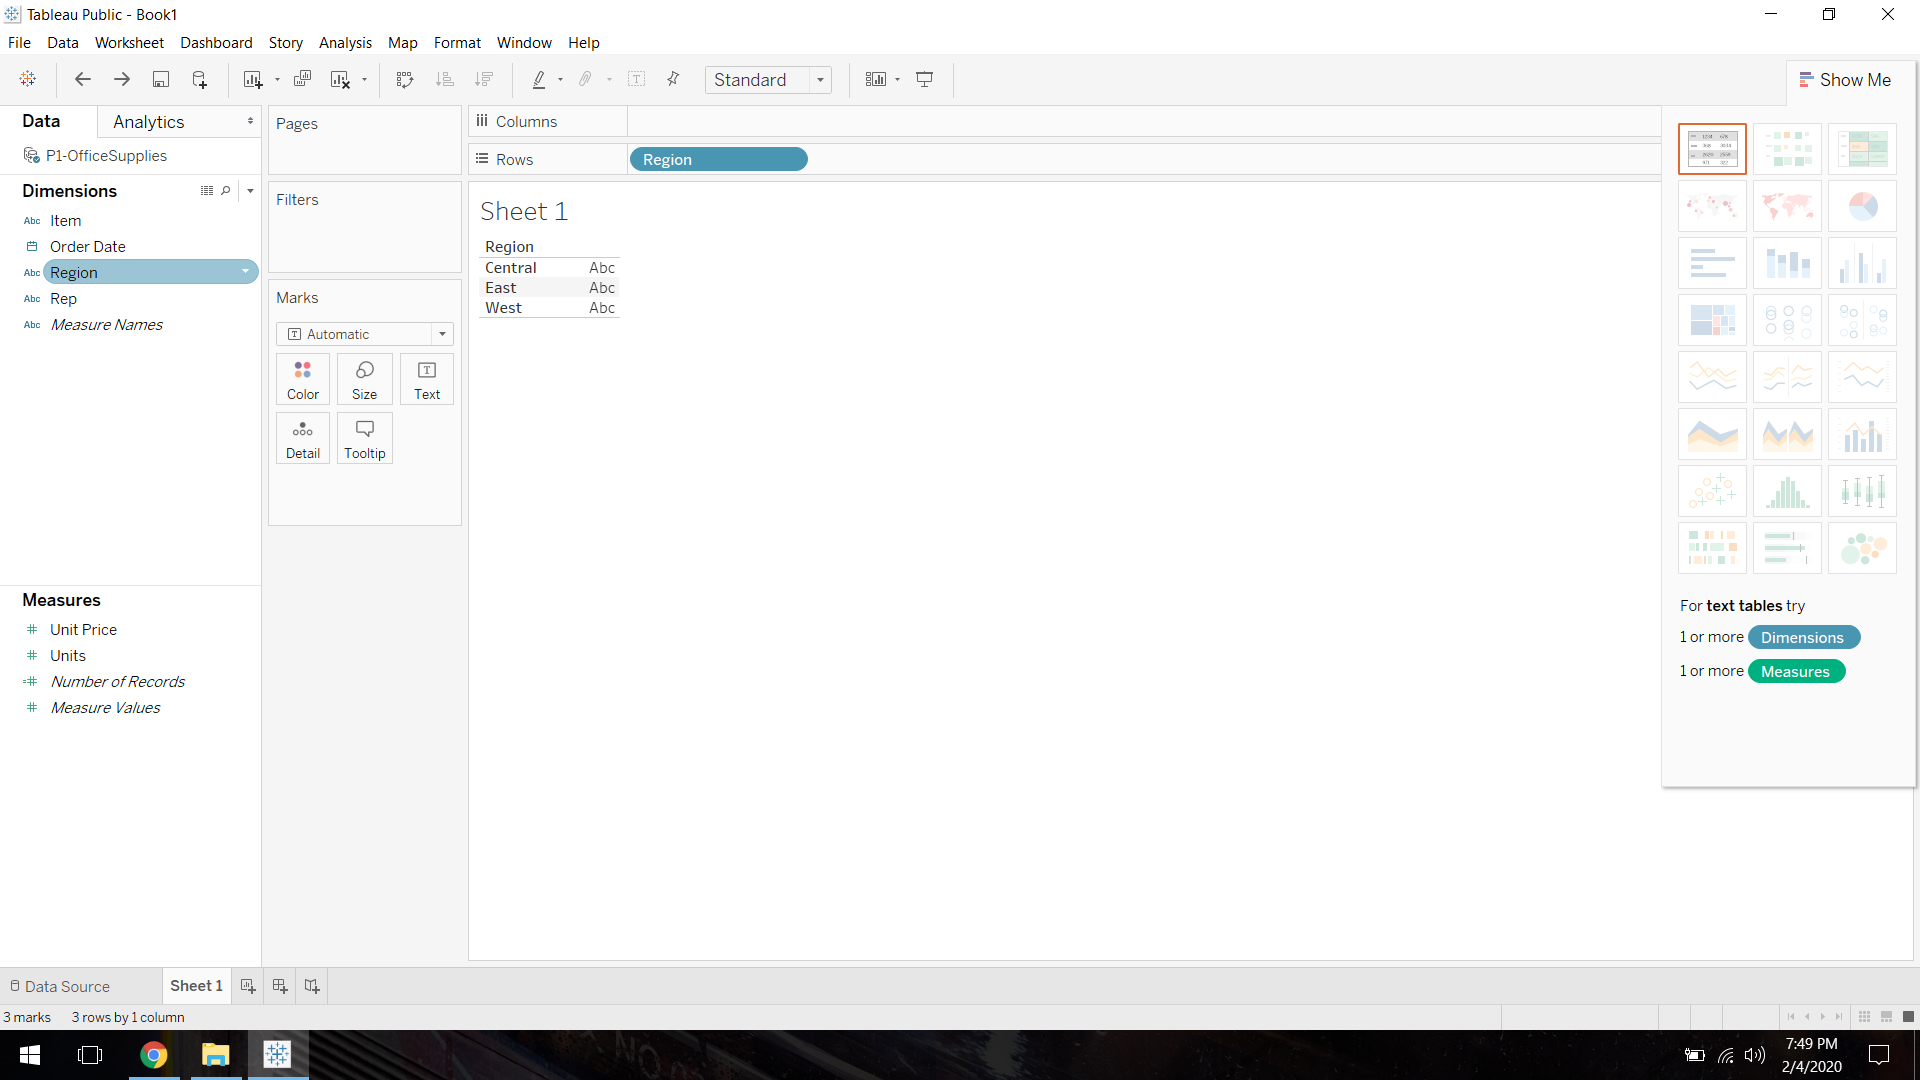 Tableau Public - Book1
File Data Worksheet Dashboard Story Analysis Map Format Window Help
Standard
Show Me
Data Analytics
P1-OfficeSupplies
Dimensions
Abc Item
Order Date
Abc Region
Abc Rep
Abc Measure Names
Measures
Unit Price
Units
Number of Records
Measure Values
Pages
Filters
Marks
Automatic
Color Size Text
Detail Tooltip
Columns
Rows Region
Sheet 1
Region
Central Abc
East Abc
West Abc
For text tables try
1 or more Dimensions
1 or more Measures
Data Source Sheet 1
3 marks 3 rows by 1 column
7:49 PM
2/4/2020